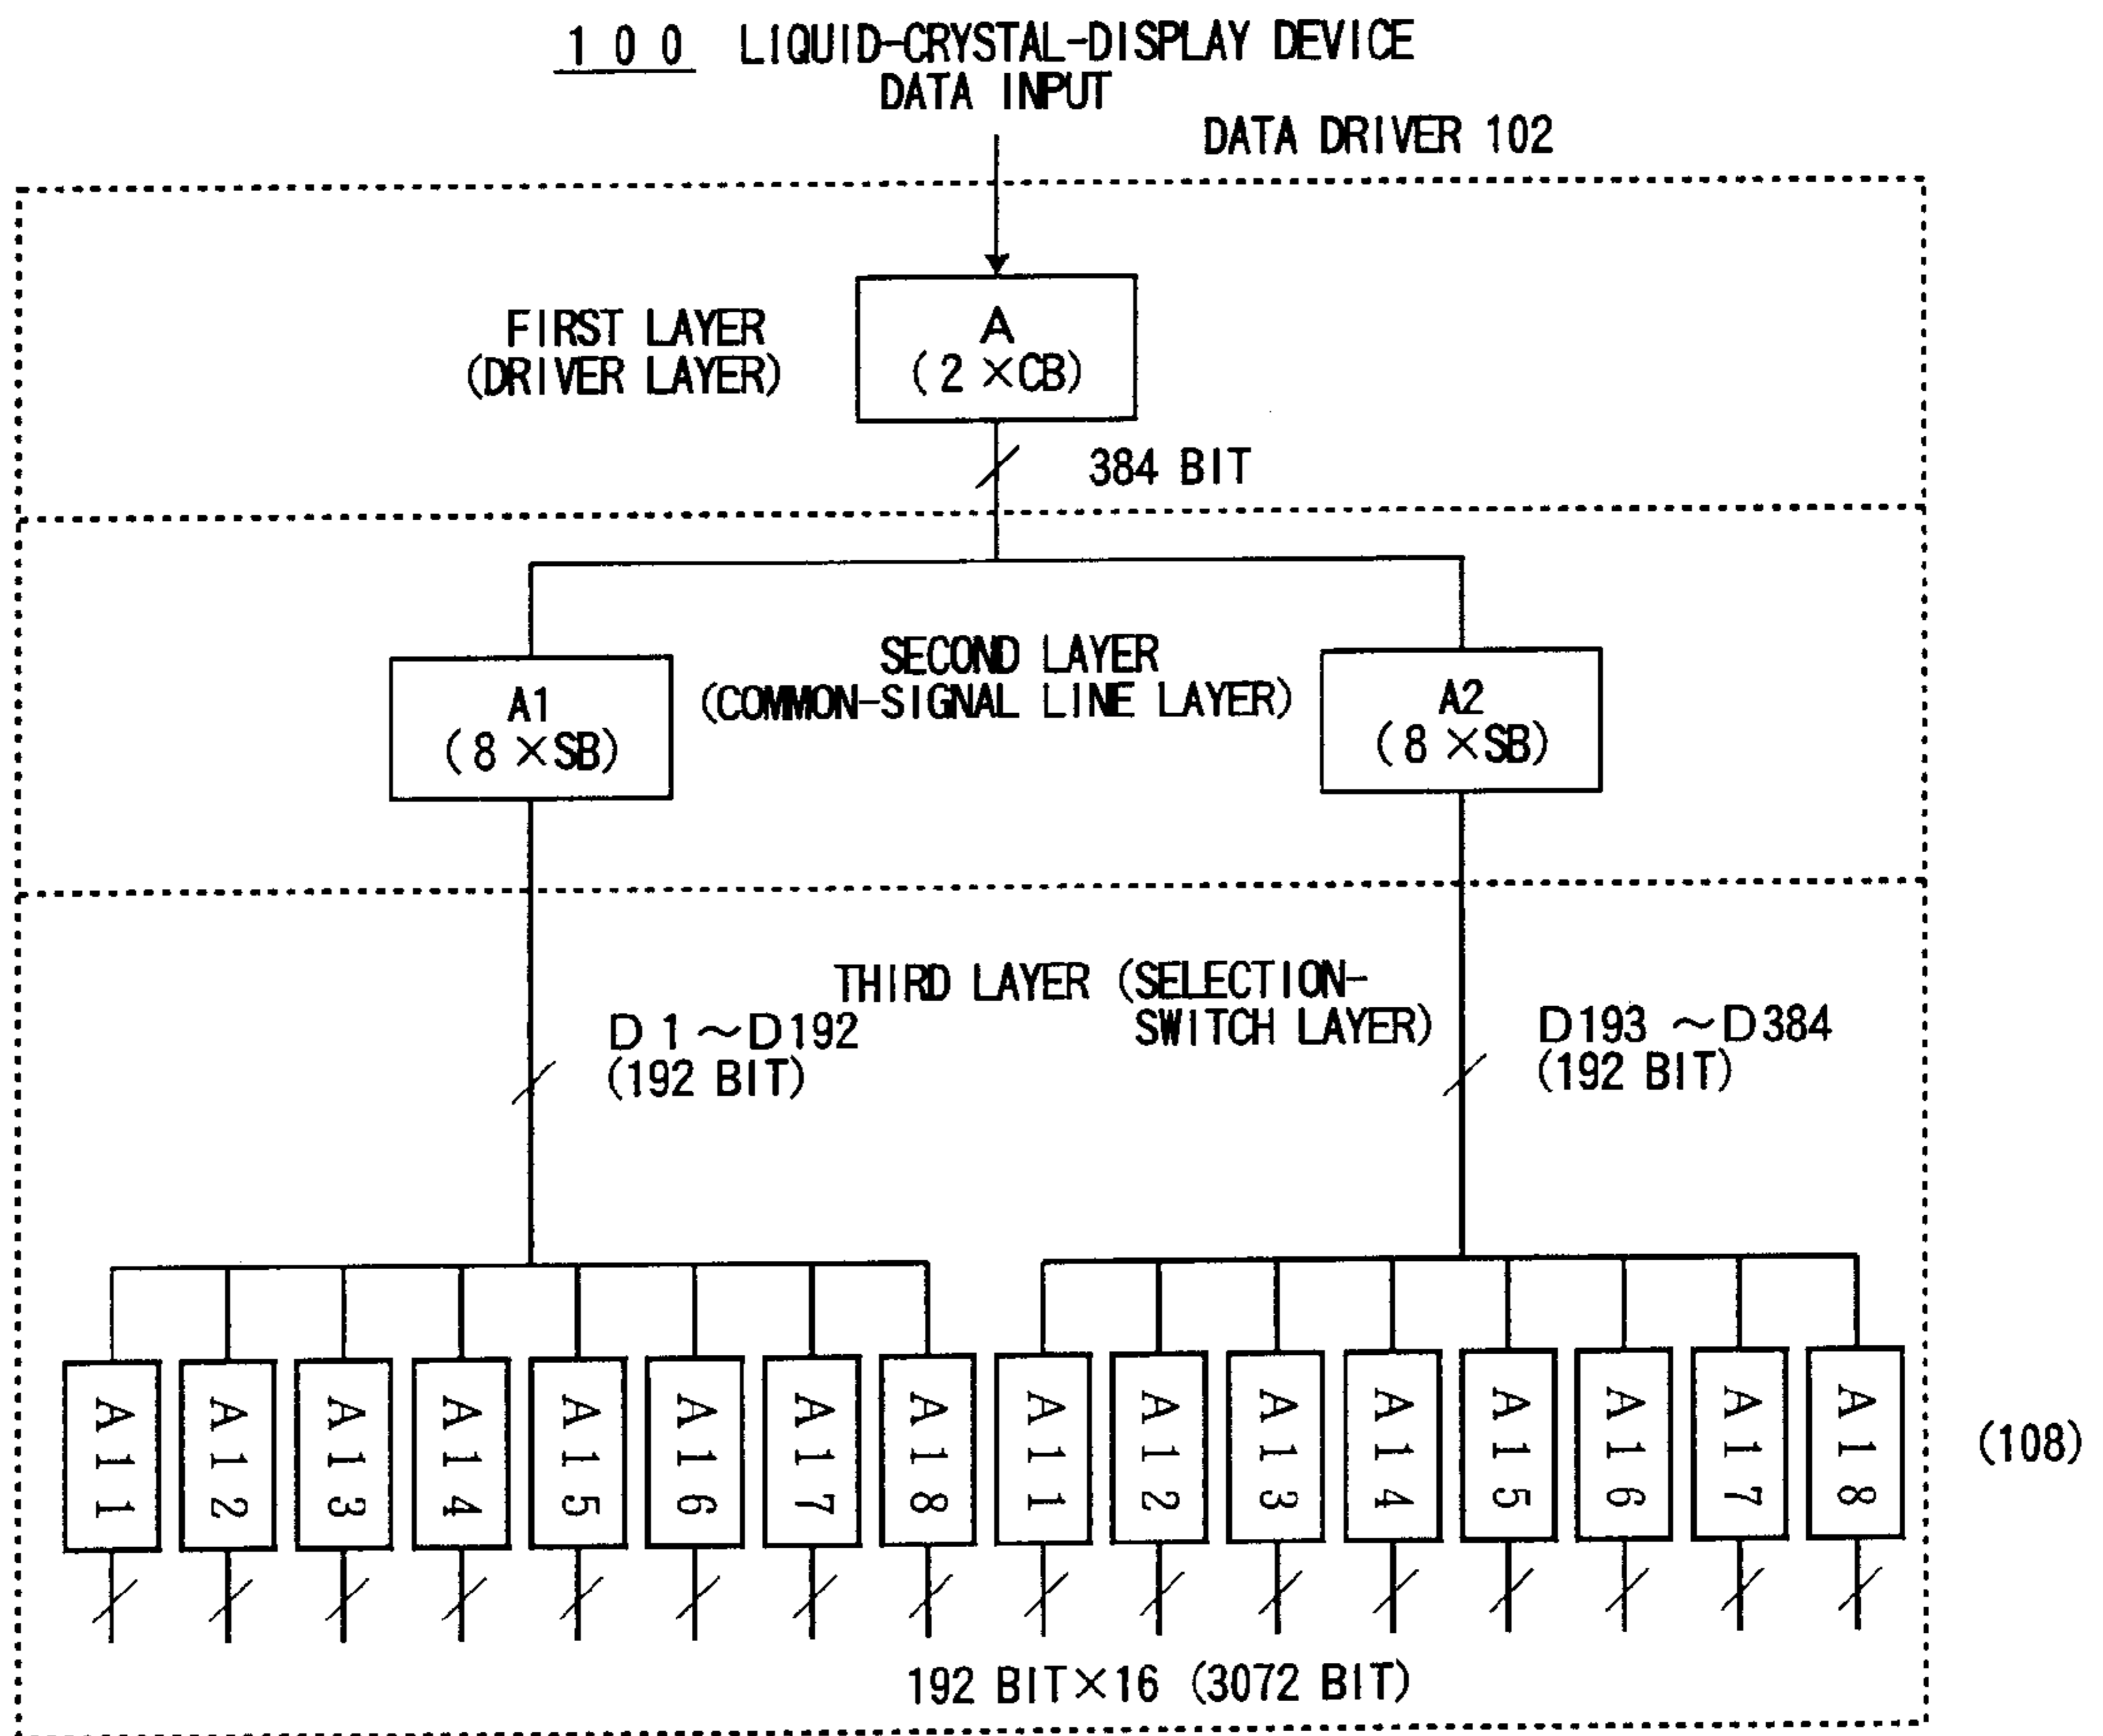 100 LIQUID-CRYSTAL-DISPLAY DEVICE
DATA INPUT
DATA DRIVER 102
FIRST LAYER
(DRIVER LAYER)
A
(2 ×CB)
384 BIT
SECOND LAYER
(COMMON-SIGNAL LINE LAYER)
A1
(8 ×SB)
A2
(8 ×SB)
THIRD LAYER (SELECTION-
SWITCH LAYER)
D1～D192
(192 BIT)
D193 ～D384
(192 BIT)
A11
A12
A13
A14
A15
A16
A17
A18
A11
A12
A13
A14
A15
A16
A17
A18
(108)
192 BIT×16 (3072 BIT)